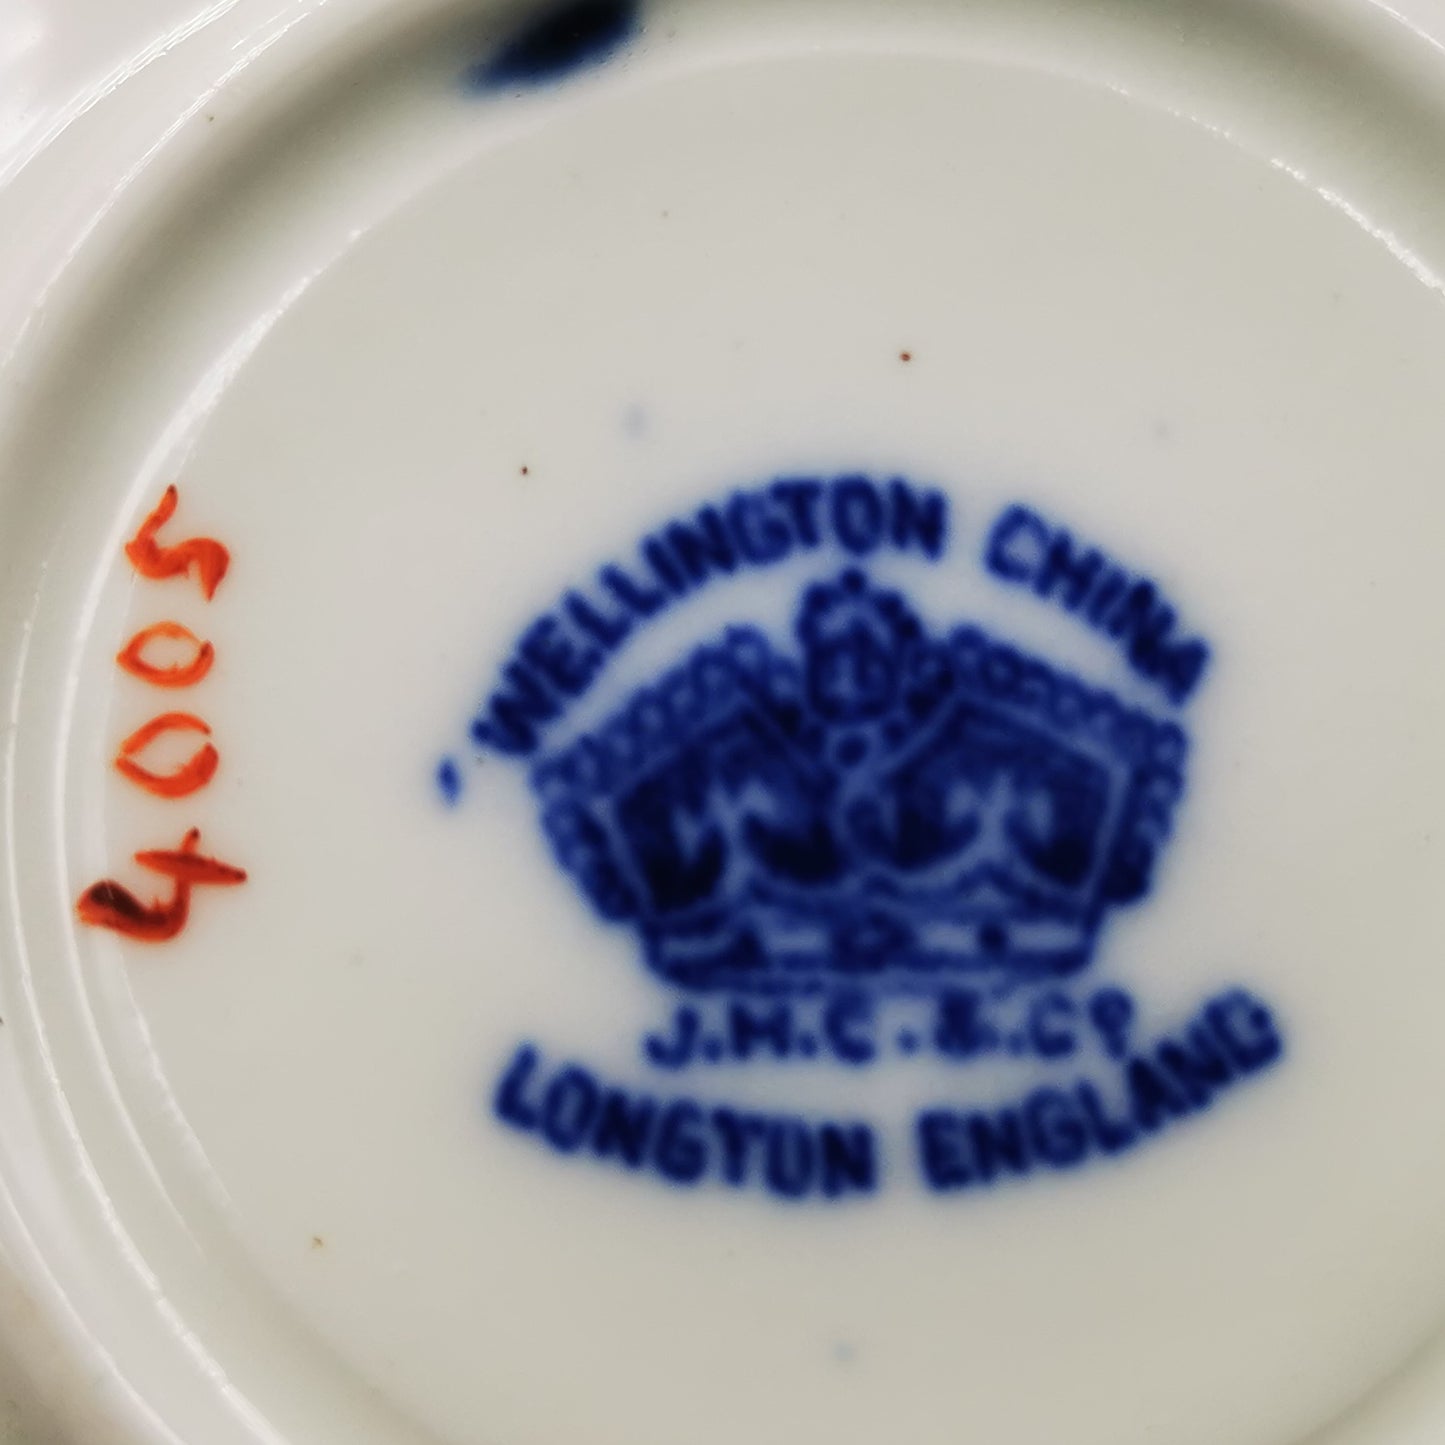 WELLINGTON CHINA
J.H.C. & Cº
LONGTON ENGLAND
4005